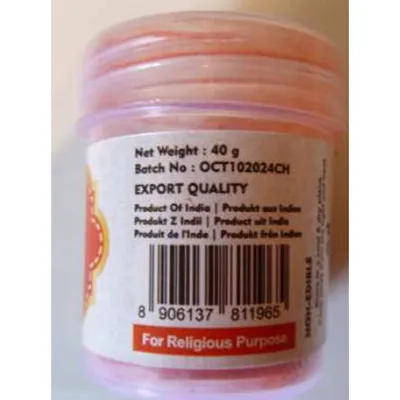 Net Weight : 40 g
Batch No : OCT102024CH
EXPORT QUALITY
Product Of India | Produkt aus Indien
Produkt Z Indii | Product uit India
Produit de l'Inde | Produkt från Indien
8 906137 811965
For Religious Purpose
NON-EDIBLE